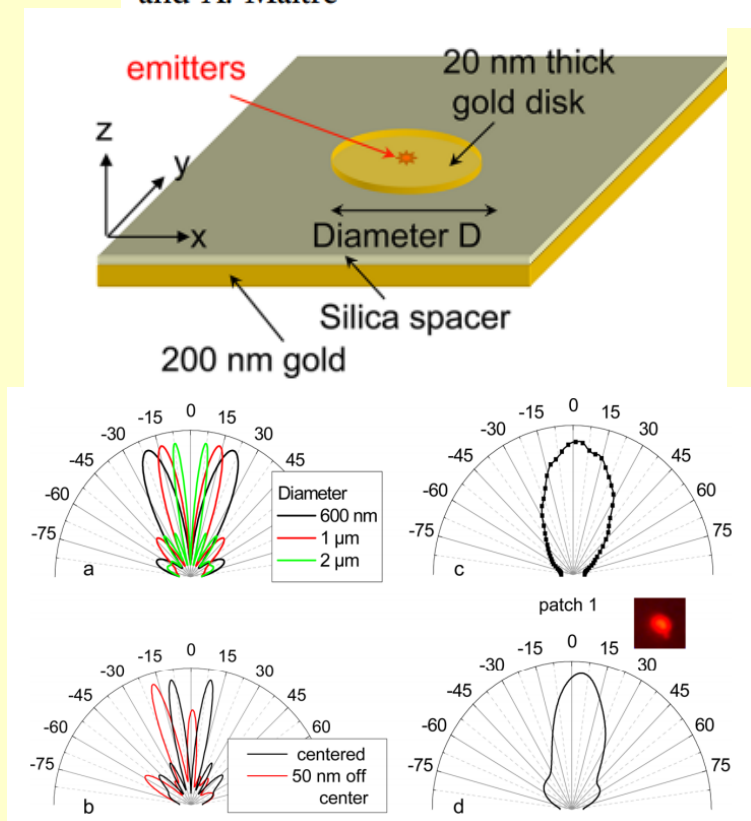 and A. Maitre
emitters
20 nm thick
gold disk
z
y
x
Diameter D
Silica spacer
200 nm gold
-75 -60 -45 -30 -15 0 15 30 45
Diameter
600 nm
1 µm
2 µm
a
-75 -60 -45 -30 -15 0 15 30 45 60 75
c
patch 1
-75 -60 -45 -30 -15 0 15 30 45 60
centered
50 nm off
center
b
-75 -60 -45 -30 -15 0 15 30 45 60 75
d